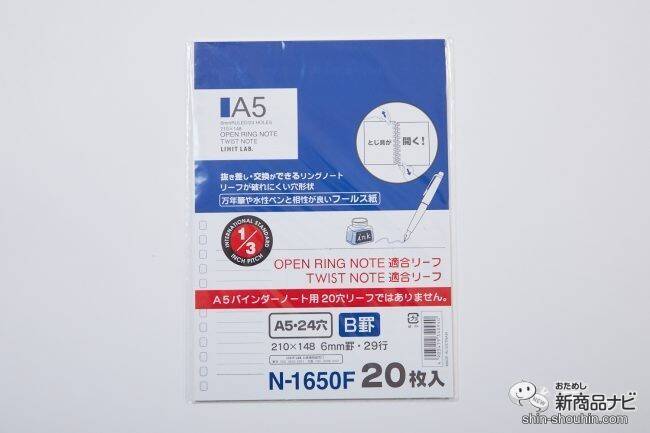 A5
6mmRULED/23 HOLES
210×148
OPEN RING NOTE
TWIST NOTE
LIHIT LAB.
とじ具が
開く!
抜き差し・交換ができるリングノート
リーフが破れにくい穴形状
万年筆や水性ペンと相性が良いフールス紙
ink
INTERNATIONAL STANDARD
1/3
INCH PITCH
OPEN RING NOTE 適合リーフ
TWIST NOTE 適合リーフ
A5バインダーノート用 20穴リーフではありません。
A5・24穴
B罫
210×148 6mm罫・29行
N-1650F 20枚入
おためし
新商品ナビ
NEW
shin-shouhin.com